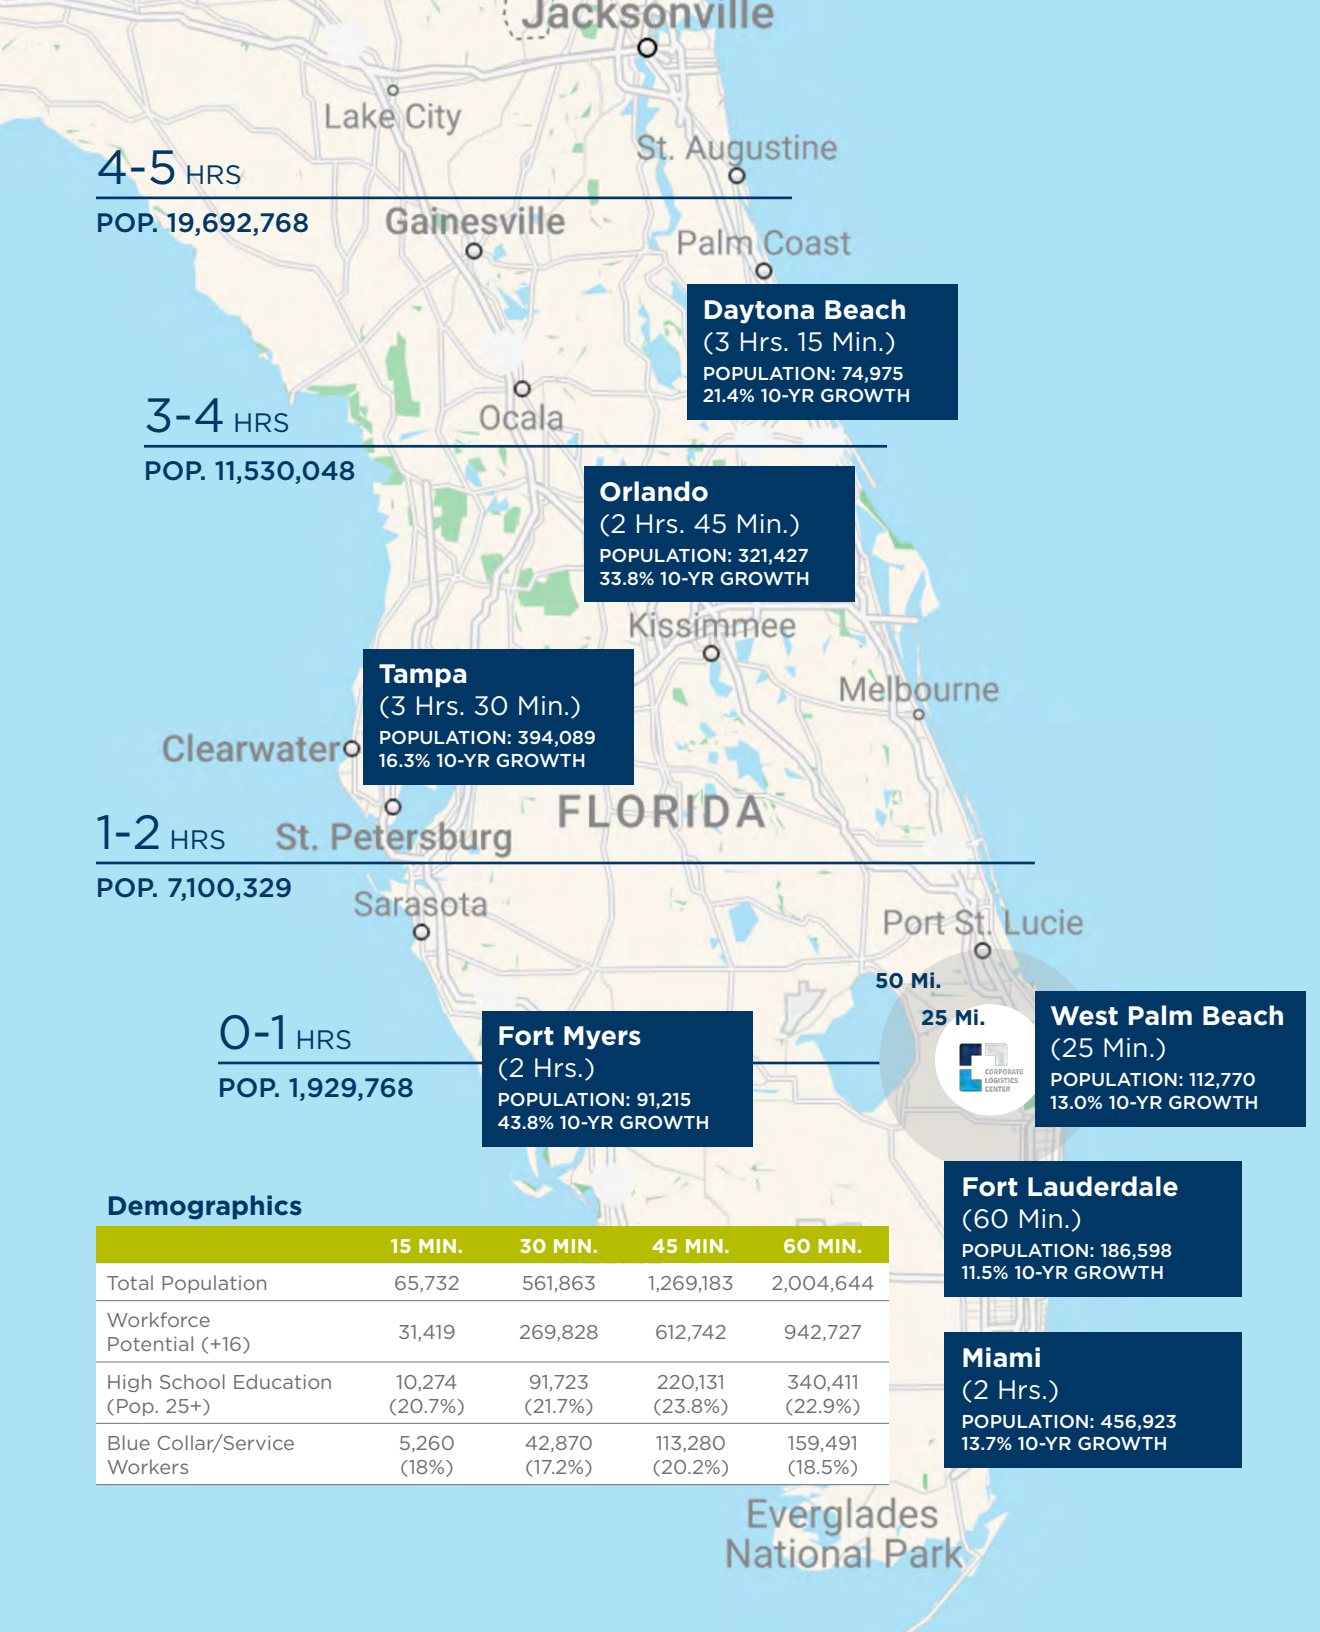 Jacksonville
Lake City
St. Augustine
4-5 HRS
POP. 19,692,768
Gainesville
Palm Coast
Daytona Beach
(3 Hrs. 15 Min.)
POPULATION: 74,975
21.4% 10-YR GROWTH
3-4 HRS
POP. 11,530,048
Ocala
Orlando
(2 Hrs. 45 Min.)
POPULATION: 321,427
33.8% 10-YR GROWTH
Kissimmee
Tampa
(3 Hrs. 30 Min.)
POPULATION: 394,089
16.3% 10-YR GROWTH
Melbourne
Clearwater
FLORIDA
1-2 HRS
POP. 7,100,329
St. Petersburg
Sarasota
Port St. Lucie
50 Mi.
25 Mi.
CORPORATE
LOGISTICS
CENTER
West Palm Beach
(25 Min.)
POPULATION: 112,770
13.0% 10-YR GROWTH
0-1 HRS
POP. 1,929,768
Fort Myers
(2 Hrs.)
POPULATION: 91,215
43.8% 10-YR GROWTH
Fort Lauderdale
(60 Min.)
POPULATION: 186,598
11.5% 10-YR GROWTH
Miami
(2 Hrs.)
POPULATION: 456,923
13.7% 10-YR GROWTH
Demographics
15 MIN. 30 MIN. 45 MIN. 60 MIN.
Total Population 65,732 561,863 1,269,183 2,004,644
Workforce
Potential (+16) 31,419 269,828 612,742 942,727
High School Education 10,274 91,723 220,131 340,411
(Pop. 25+) (20.7%) (21.7%) (23.8%) (22.9%)
Blue Collar/Service 5,260 42,870 113,280 159,491
Workers (18%) (17.2%) (20.2%) (18.5%)
Everglades
National Park